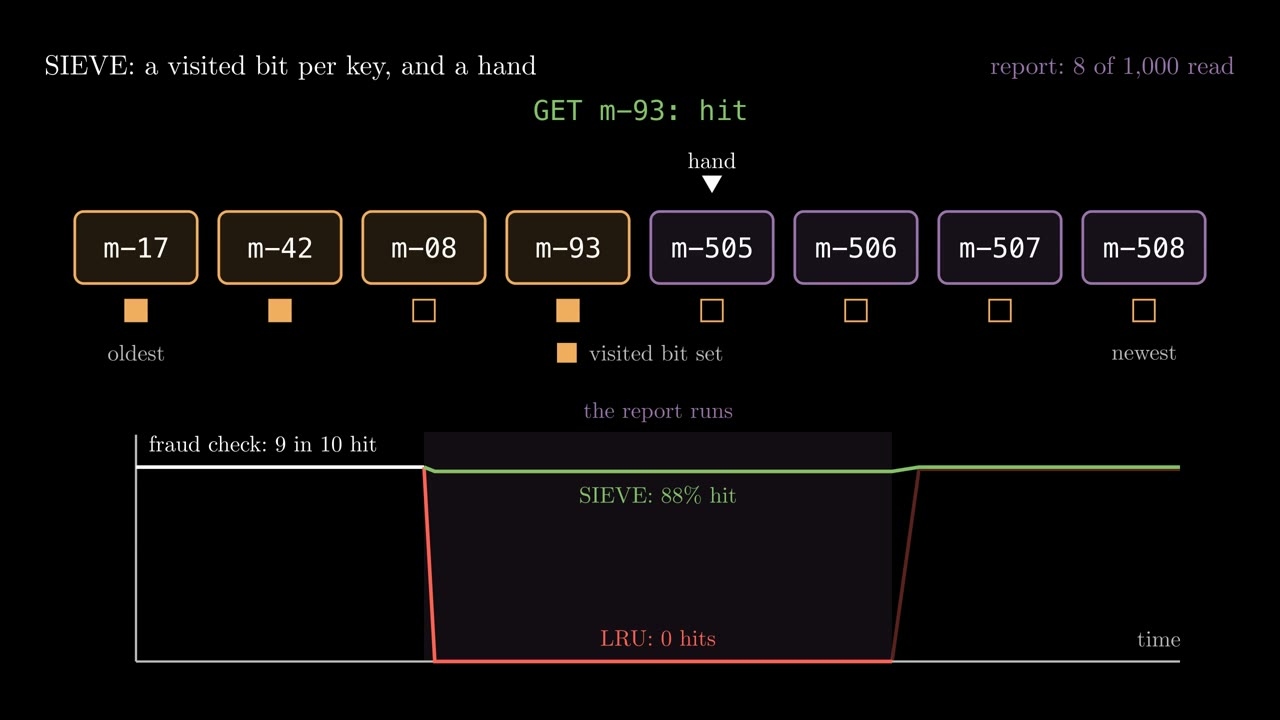 SIEVE: a visited bit per key, and a hand
report: 8 of 1,000 read
GET m-93: hit
hand
m-17 m-42 m-08 m-93 m-505 m-506 m-507 m-508
oldest
visited bit set
newest
the report runs
fraud check: 9 in 10 hit
SIEVE: 88% hit
LRU: 0 hits
time